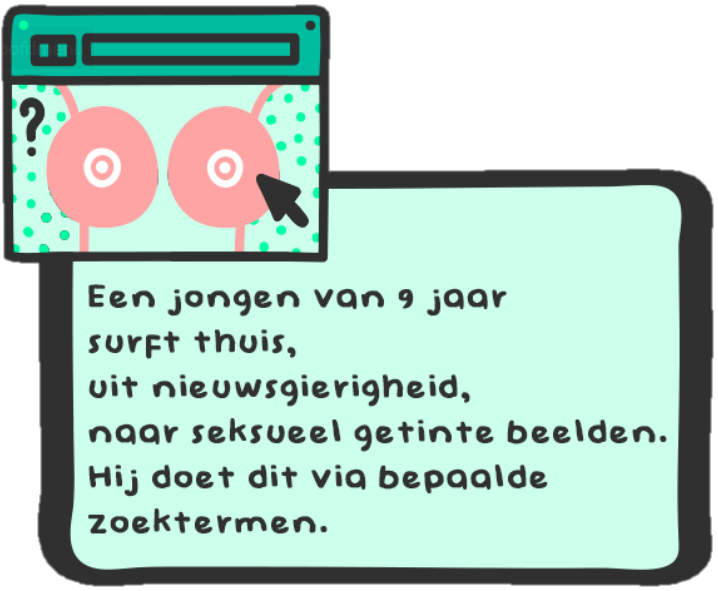 ?
Een jongen van 9 jaar
surft thuis,
uit nieuwsgierigheid,
naar seksueel getinte beelden.
Hij doet dit via bepaalde
zoektermen.